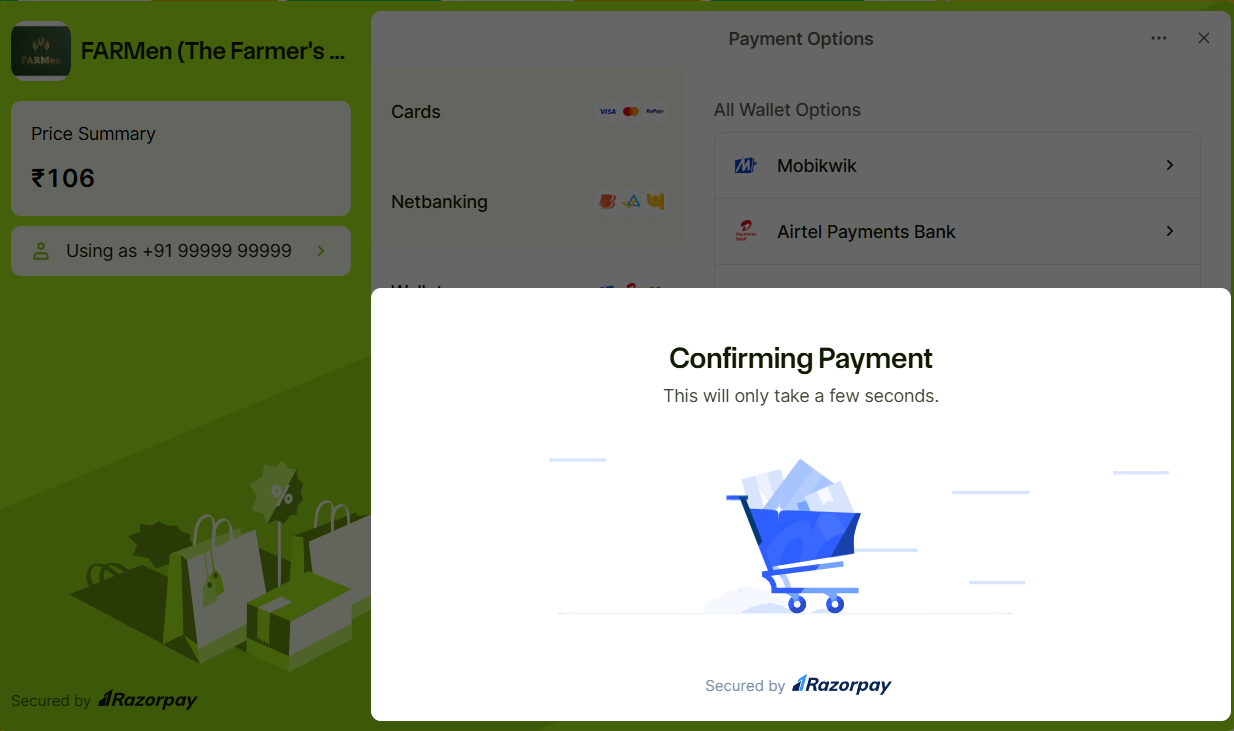 FARMen
FARMen (The Farmer's ...
Price Summary
₹106
Using as +91 99999 99999
%
Secured by Razorpay
Payment Options
Cards
VISA
RuPay
Netbanking
All Wallet Options
Mobikwik
Airtel Payments Bank
Confirming Payment
This will only take a few seconds.
Secured by Razorpay